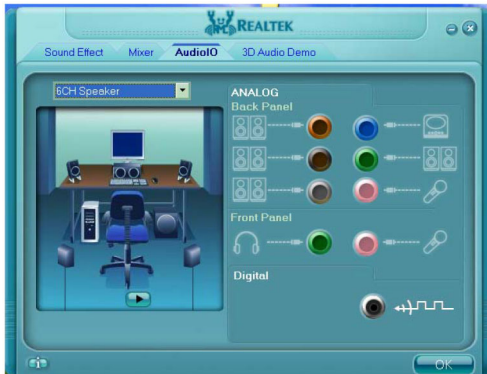 REALTEK
Sound Effect Mixer AudioIO 3D Audio Demo
6CH Speaker
ANALOG
Back Panel
Front Panel
Digital
OK